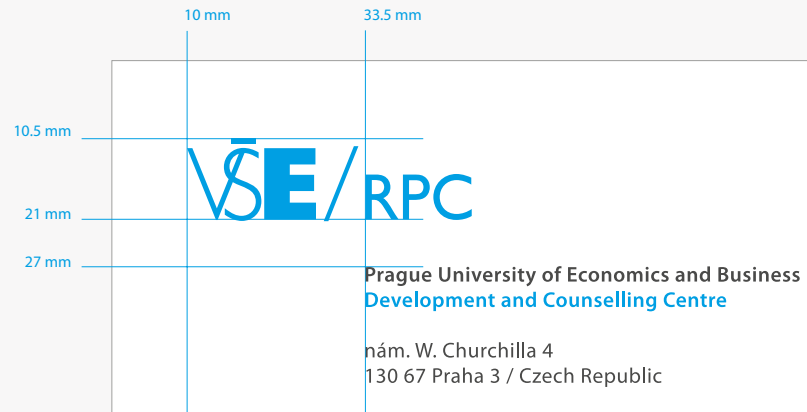 10 mm 33.5 mm
10.5 mm
VŠE/RPC
21 mm
27 mm
Prague University of Economics and Business
Development and Counselling Centre
nám. W. Churchilla 4
130 67 Praha 3 / Czech Republic